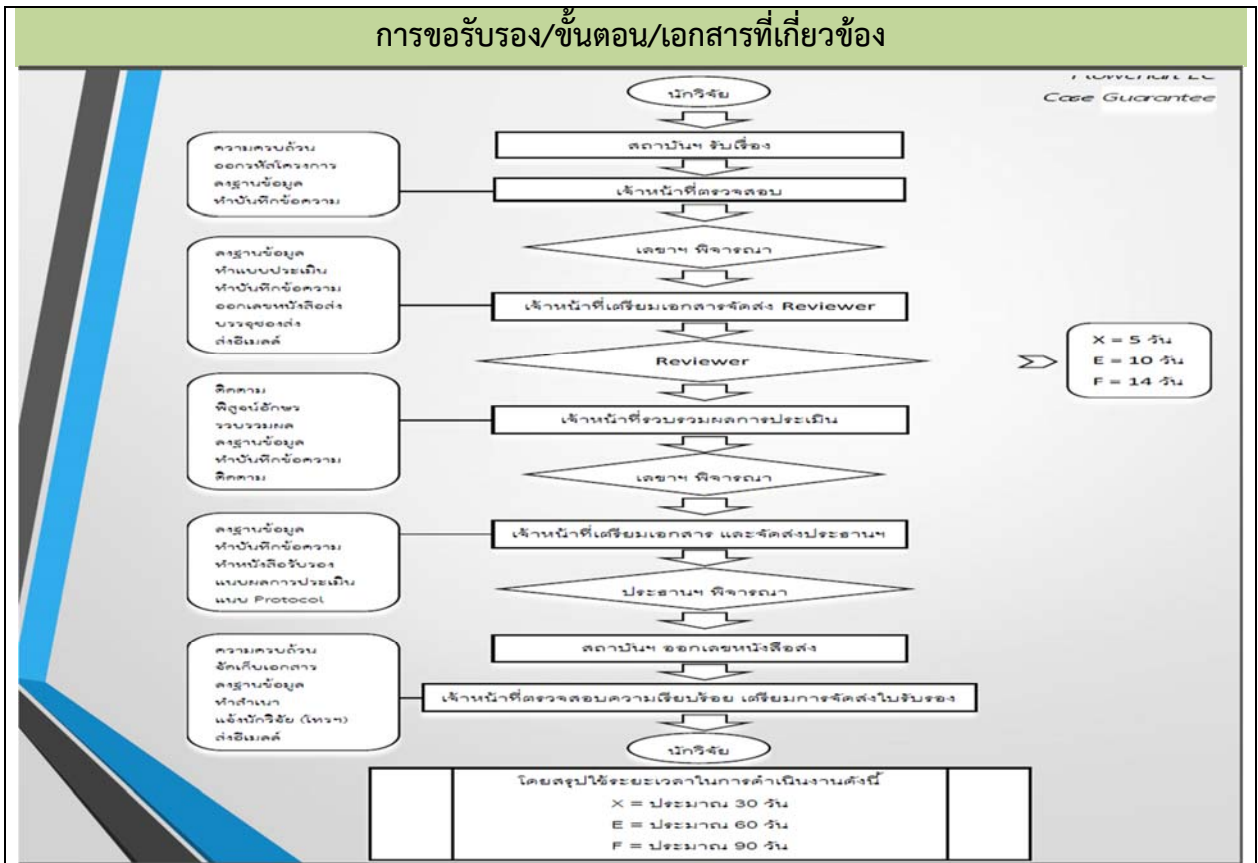 การขอรับรอง/ขั้นตอน/เอกสารที่เกี่ยวข้อง
Flowchart EC
Case Guarantee
นักวิจัย
สถาบันฯ รับเรื่อง
ความครบถ้วน
ออกรหัสโครงการ
ลงฐานข้อมูล
ทำบันทึกข้อความ
เจ้าหน้าที่ตรวจสอบ
เลขาฯ พิจารณา
ลงฐานข้อมูล
ทำแบบประเมิน
ทำบันทึกข้อความ
ออกเลขหนังสือส่ง
บรรจุซองส่ง
ส่งอีเมลล์
เจ้าหน้าที่เตรียมเอกสารจัดส่ง Reviewer
Reviewer
X = 5 วัน
E = 10 วัน
F = 14 วัน
ติดตาม
พิสูจน์อักษร
รวบรวมผล
ลงฐานข้อมูล
ทำบันทึกข้อความ
ติดตาม
เจ้าหน้าที่รวบรวมผลการประเมิน
เลขาฯ พิจารณา
ลงฐานข้อมูล
ทำบันทึกข้อความ
ทำหนังสือรับรอง
แนบผลการประเมิน
แนบ Protocol
เจ้าหน้าที่เตรียมเอกสาร และจัดส่งประธานฯ
ประธานฯ พิจารณา
สถาบันฯ ออกเลขหนังสือส่ง
ความครบถ้วน
จัดเก็บเอกสาร
ลงฐานข้อมูล
ทำสำเนา
แจ้งนักวิจัย (โทรฯ)
ส่งอีเมลล์
เจ้าหน้าที่ตรวจสอบความเรียบร้อย เตรียมการจัดส่งใบรับรอง
นักวิจัย
โดยสรุปใช้ระยะเวลาในการดำเนินงานดังนี้
X = ประมาณ 30 วัน
E = ประมาณ 60 วัน
F = ประมาณ 90 วัน